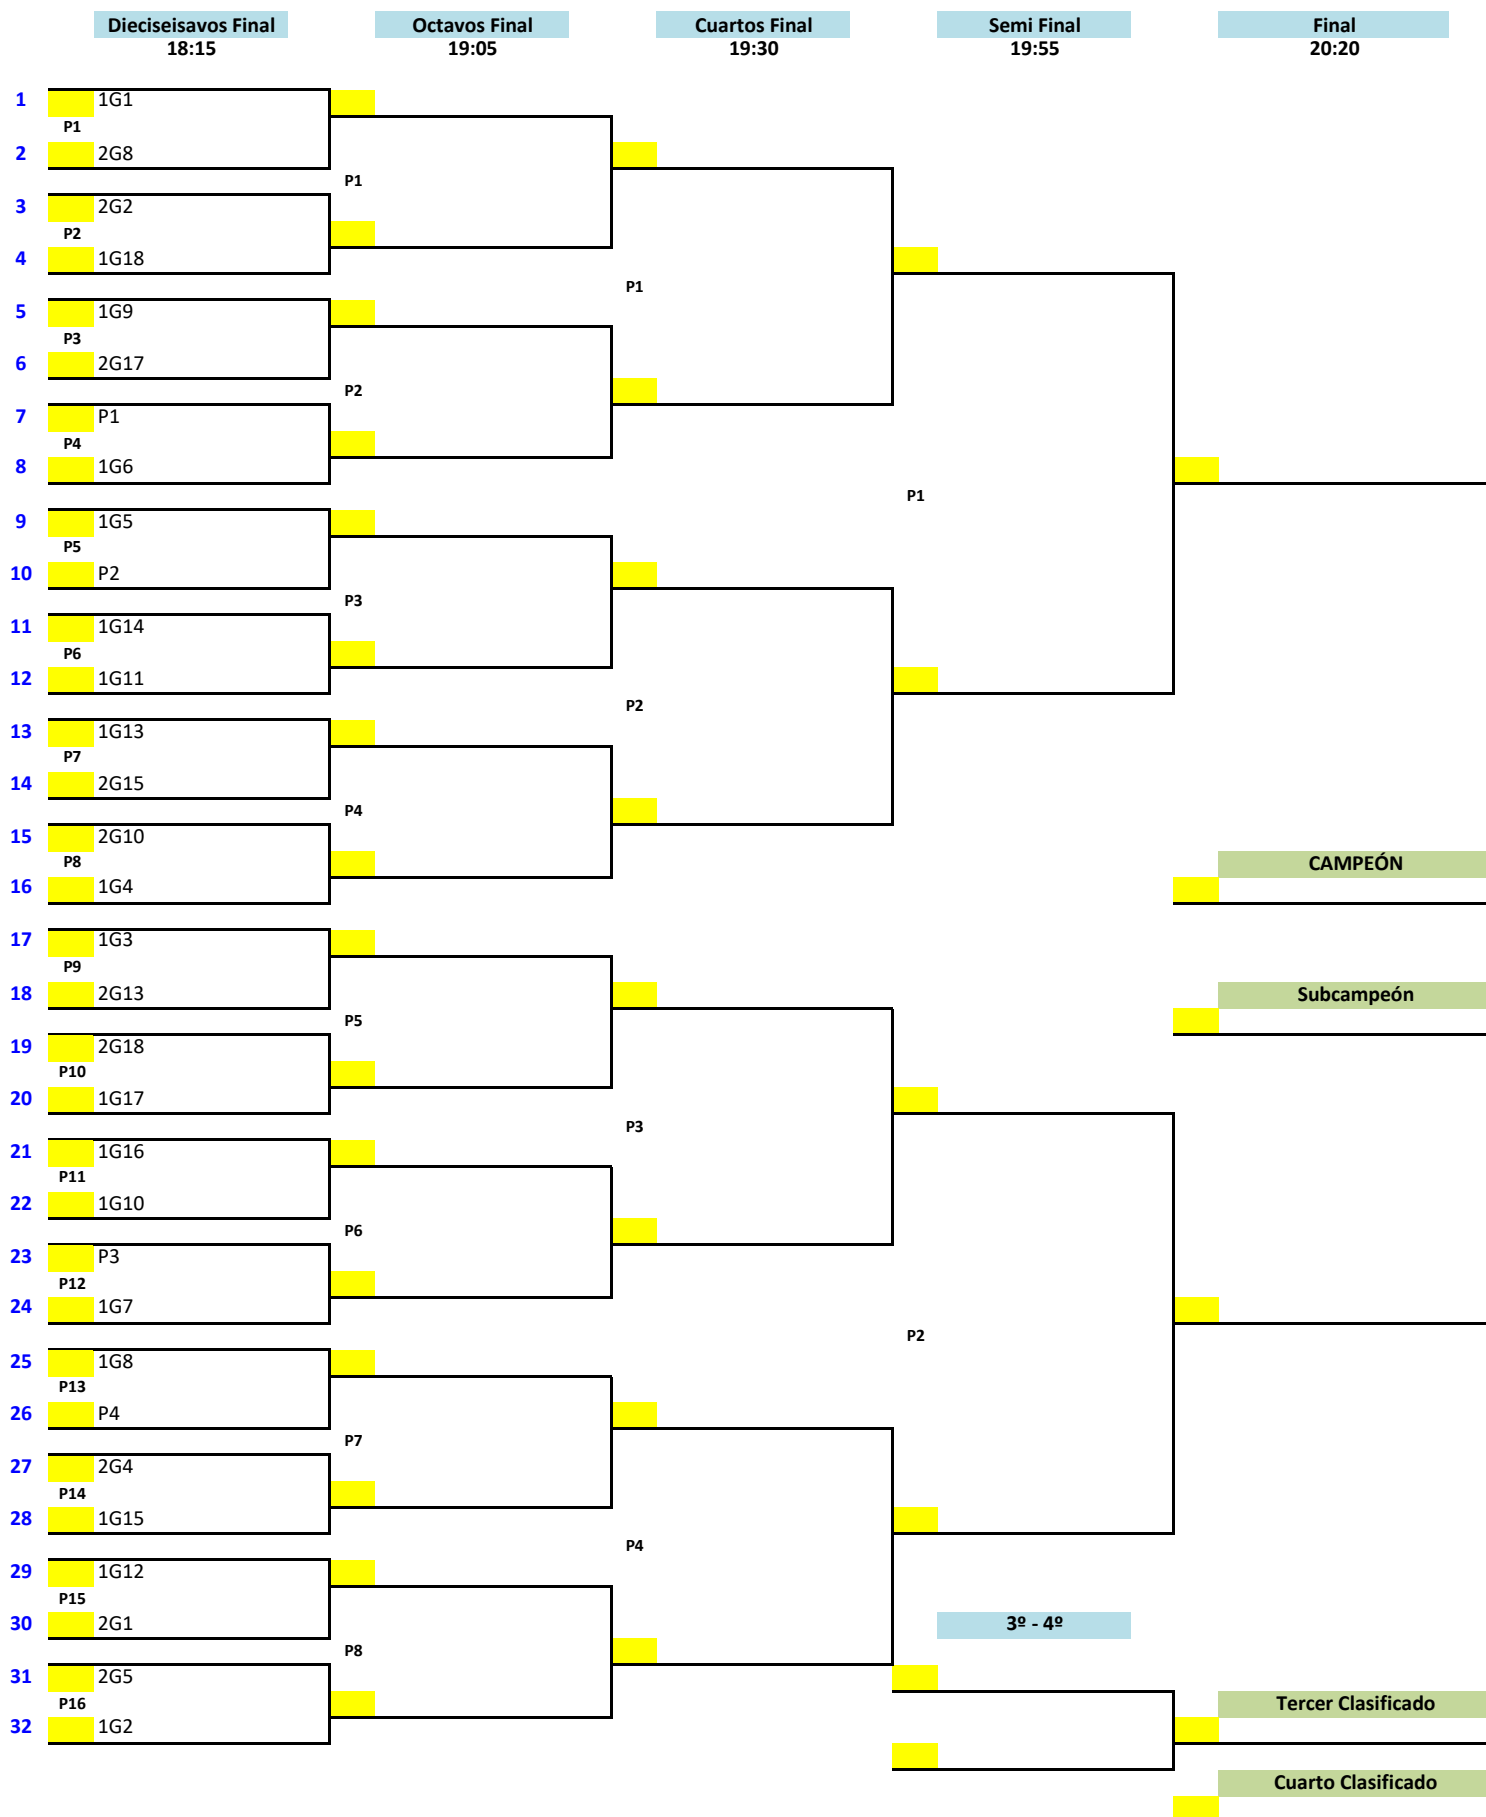 Dieciseisavos Final Octavos Final Cuartos Final Semi Final Final
18:15 19:05 19:30 19:55 20:20
1 1G1
P1
2 2G8
P1
3 2G2
P2
4 1G18
P1
5 1G9
P3
6 2G17
P2
7 P1
P4
8 1G6
P1
9 1G5
P5
10 P2
P3
11 1G14
P6
12 1G11
P2
13 1G13
P7
14 2G15
P4
15 2G10
P8 CAMPEÓN
16 1G4
17 1G3
P9
18 2G13 Subcampeón
P5
19 2G18
P10
20 1G17
P3
21 1G16
P11
22 1G10
P6
23 P3
P12
24 1G7
P2
25 1G8
P13
26 P4
P7
27 2G4
P14
28 1G15
P4
29 1G12
P15
30 2G1 3º - 4º
P8
31 2G5
P16 Tercer Clasificado
32 1G2
Cuarto Clasificado